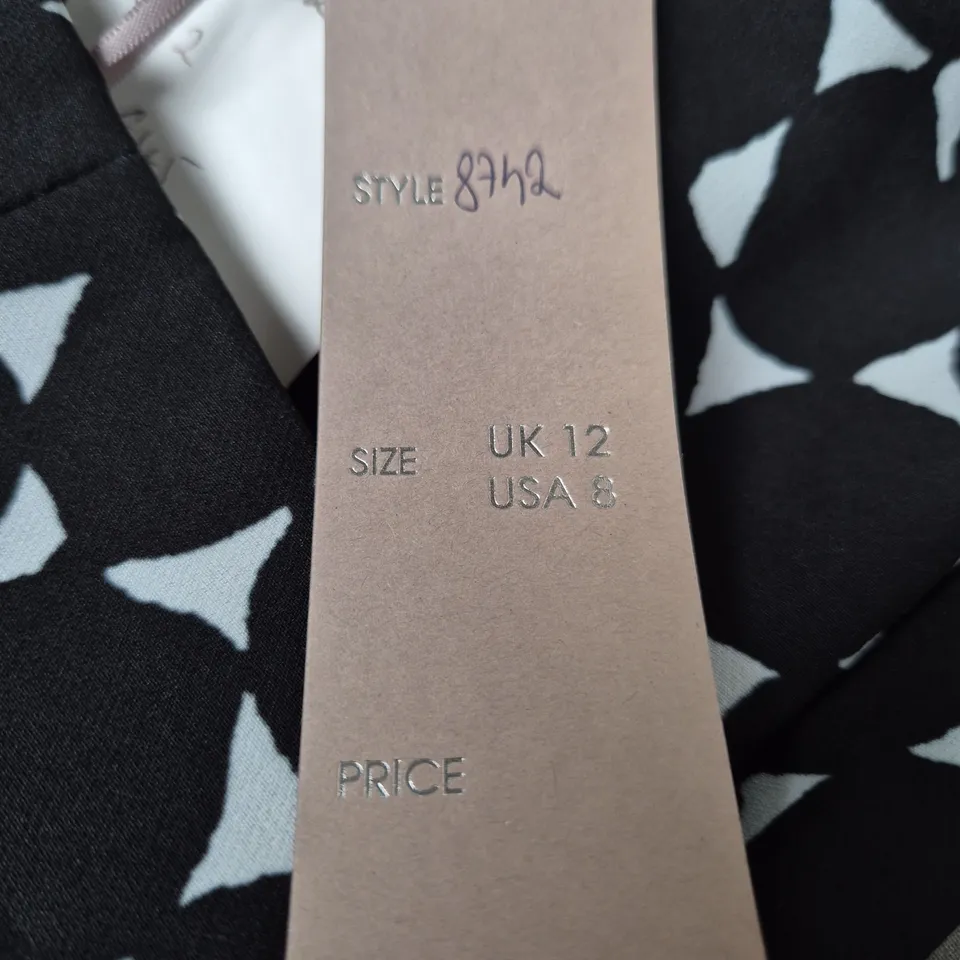 STYLE 8742
SIZE UK 12
USA 8
PRICE